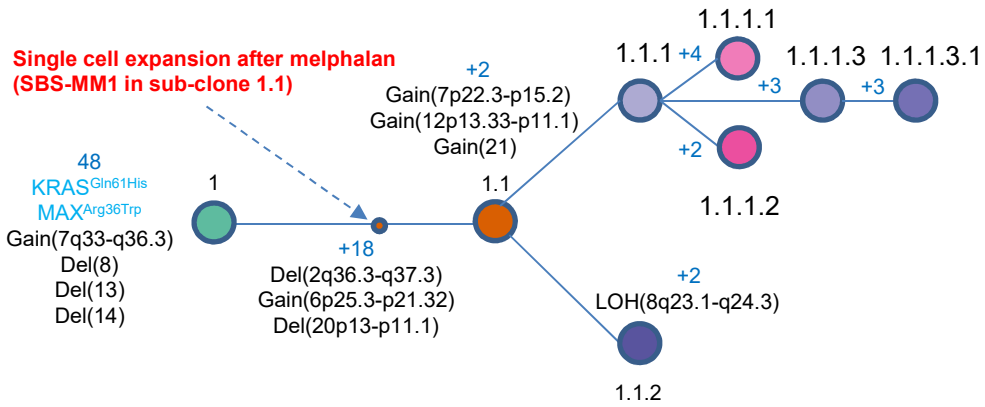 Single cell expansion after melphalan
(SBS-MM1 in sub-clone 1.1)
48
KRAS^Gln61His
MAX^Arg36Trp
Gain(7q33-q36.3)
Del(8)
Del(13)
Del(14)
1
+18
Del(2q36.3-q37.3)
Gain(6p25.3-p21.32)
Del(20p13-p11.1)
1.1
+2
Gain(7p22.3-p15.2)
Gain(12p13.33-p11.1)
Gain(21)
1.1.1
+4
1.1.1.1
+3
1.1.1.3
+3
1.1.1.3.1
+2
1.1.1.2
+2
LOH(8q23.1-q24.3)
1.1.2